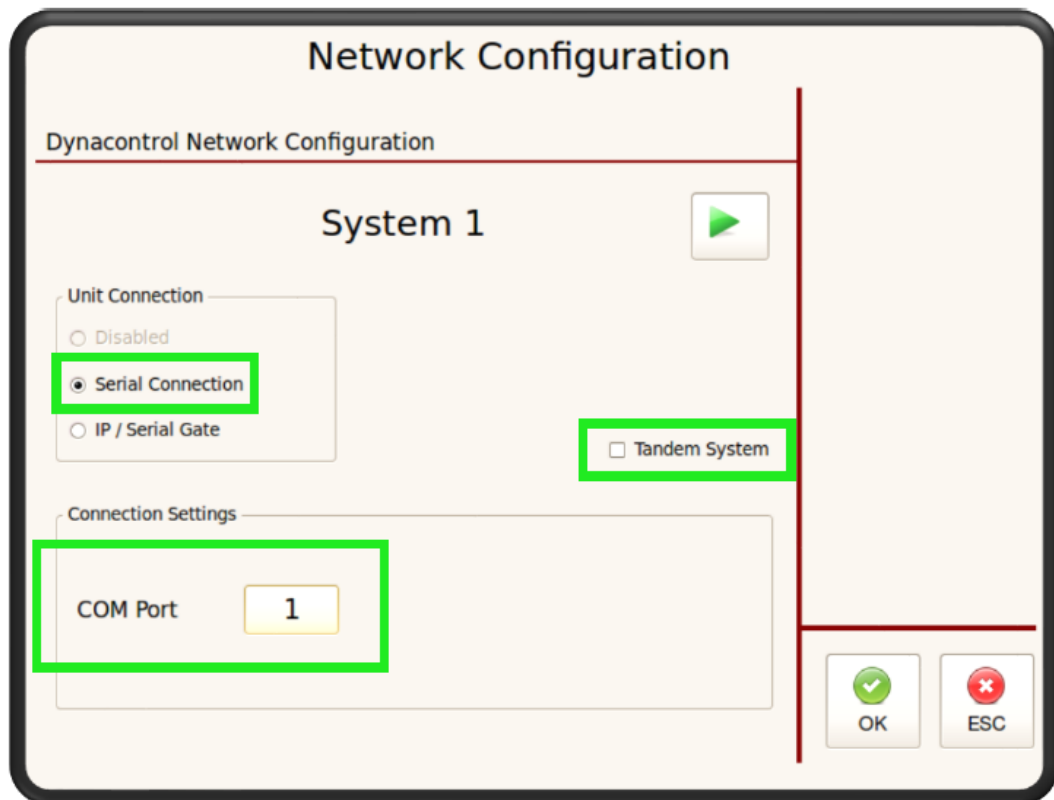 Network Configuration
Dynacontrol Network Configuration
System 1
Unit Connection
Disabled
Serial Connection
IP / Serial Gate
Tandem System
Connection Settings
COM Port 1
OK ESC